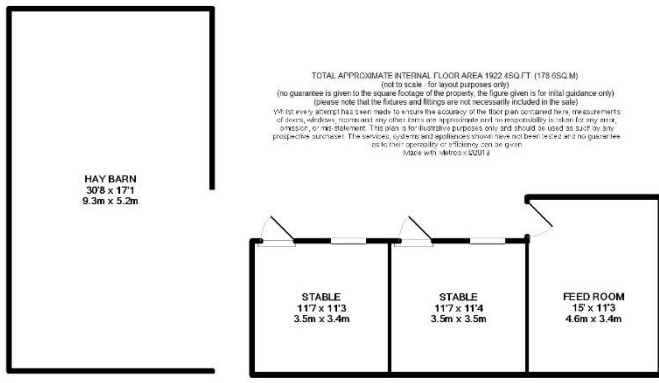 TOTAL APPROXIMATE INTERNAL FLOOR AREA 1922.4SQ.FT. (178.6SQ.M)
(not to scale for layout purposes only)
(no guarantee is given to the square footage of the property, the figure given is for initial guidance only)
(please note that the fixtures and fittings are not necessarily included in the sale)
Whilst every attempt has been made to ensure the accuracy of the floor plan contained here, measurements
of doors, windows, rooms and any other items are approximate and no responsibility is taken for any error,
omission, or mis-statement. This plan is for illustrative purposes only and should be used as such by any
prospective purchaser. The services, systems and appliances shown have not been tested and no guarantee
as to their operability or efficiency can be given
Made with Metropix ©2013
HAY BARN
30'8 x 17'1
9.3m x 5.2m
STABLE
11'7 x 11'3
3.5m x 3.4m
STABLE
11'7 x 11'4
3.5m x 3.5m
FEED ROOM
15' x 11'3
4.6m x 3.4m